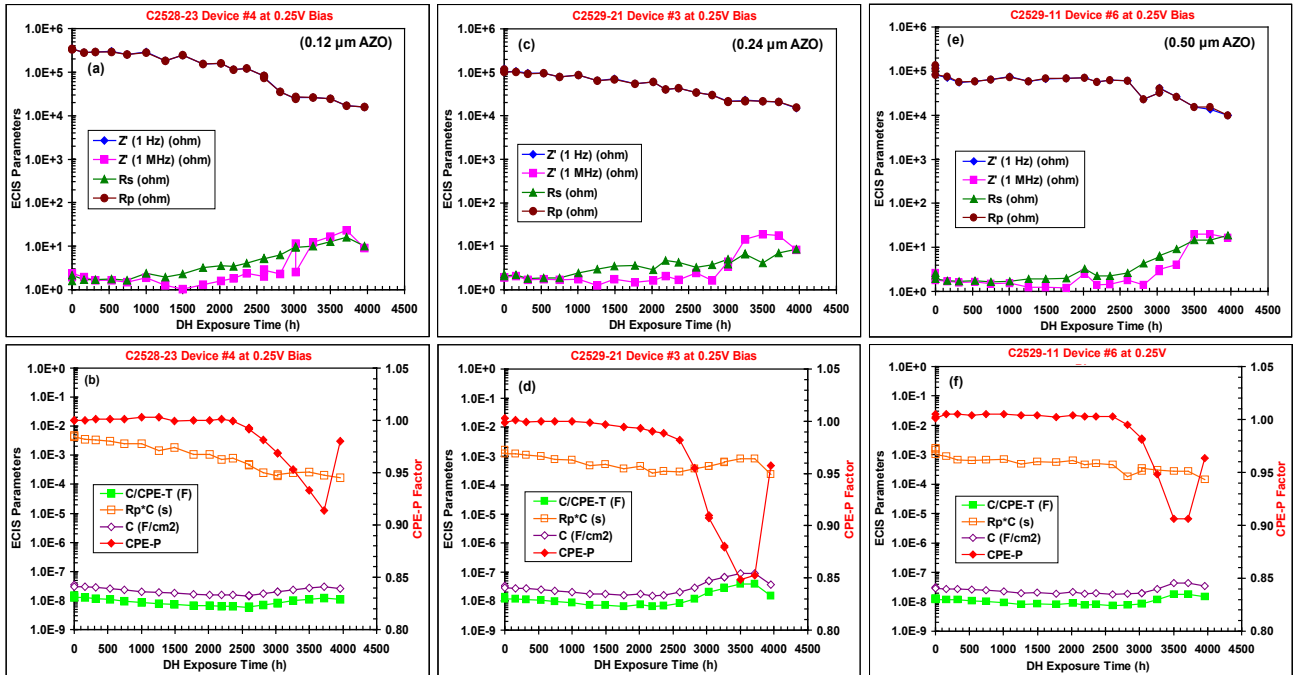 C2528-23 Device #4 at 0.25V Bias
1.0E+6
1.0E+5
1.0E+4
1.0E+3
1.0E+2
1.0E+1
1.0E+0
ECIS Parameters
(0.12 µm AZO)
(a)
Z' (1 Hz) (ohm)
Z' (1 MHz) (ohm)
Rs (ohm)
Rp (ohm)
0 500 1000 1500 2000 2500 3000 3500 4000 4500
DH Exposure Time (h)
C2529-21 Device #3 at 0.25V Bias
1.0E+6
1.0E+5
1.0E+4
1.0E+3
1.0E+2
1.0E+1
1.0E+0
ECIS Parameters
(c)
(0.24 µm AZO)
Z' (1 Hz) (ohm)
Z' (1 MHz) (ohm)
Rs (ohm)
Rp (ohm)
0 500 1000 1500 2000 2500 3000 3500 4000 4500
DH Exposure Time (h)
C2529-11 Device #6 at 0.25V Bias
1.0E+6
1.0E+5
1.0E+4
1.0E+3
1.0E+2
1.0E+1
1.0E+0
ECIS Parameters
(e)
(0.50 µm AZO)
Z' (1 Hz) (ohm)
Z' (1 MHz) (ohm)
Rs (ohm)
Rp (ohm)
0 500 1000 1500 2000 2500 3000 3500 4000 4500
DH Exposure Time (h)
C2528-23 Device #4 at 0.25V Bias
1.0E+0
1.0E-1
1.0E-2
1.0E-3
1.0E-4
1.0E-5
1.0E-6
1.0E-7
1.0E-8
1.0E-9
ECIS Parameters
(b)
C/CPE-T (F)
Rp*C (s)
C (F/cm2)
CPE-P
1.05
1.00
0.95
0.90
0.85
0.80
CPE-P Factor
0 500 1000 1500 2000 2500 3000 3500 4000 4500
DH Exposure Time (h)
C2529-21 Device #3 at 0.25V Bias
1.0E+0
1.0E-1
1.0E-2
1.0E-3
1.0E-4
1.0E-5
1.0E-6
1.0E-7
1.0E-8
1.0E-9
ECIS Parameters
(d)
C/CPE-T (F)
Rp*C (s)
C (F/cm2)
CPE-P
1.05
1.00
0.95
0.90
0.85
0.80
CPE-P Factor
0 500 1000 1500 2000 2500 3000 3500 4000 4500
DH Exposure Time (h)
C2529-11 Device #6 at 0.25V
1.0E+0
1.0E-1
1.0E-2
1.0E-3
1.0E-4
1.0E-5
1.0E-6
1.0E-7
1.0E-8
1.0E-9
ECIS Parameters
(f)
C/CPE-T (F)
Rp*C (s)
C (F/cm2)
CPE-P
1.05
1.00
0.95
0.90
0.85
0.80
CPE-P Factor
0 500 1000 1500 2000 2500 3000 3500 4000 4500
DH Exposure Time (h)